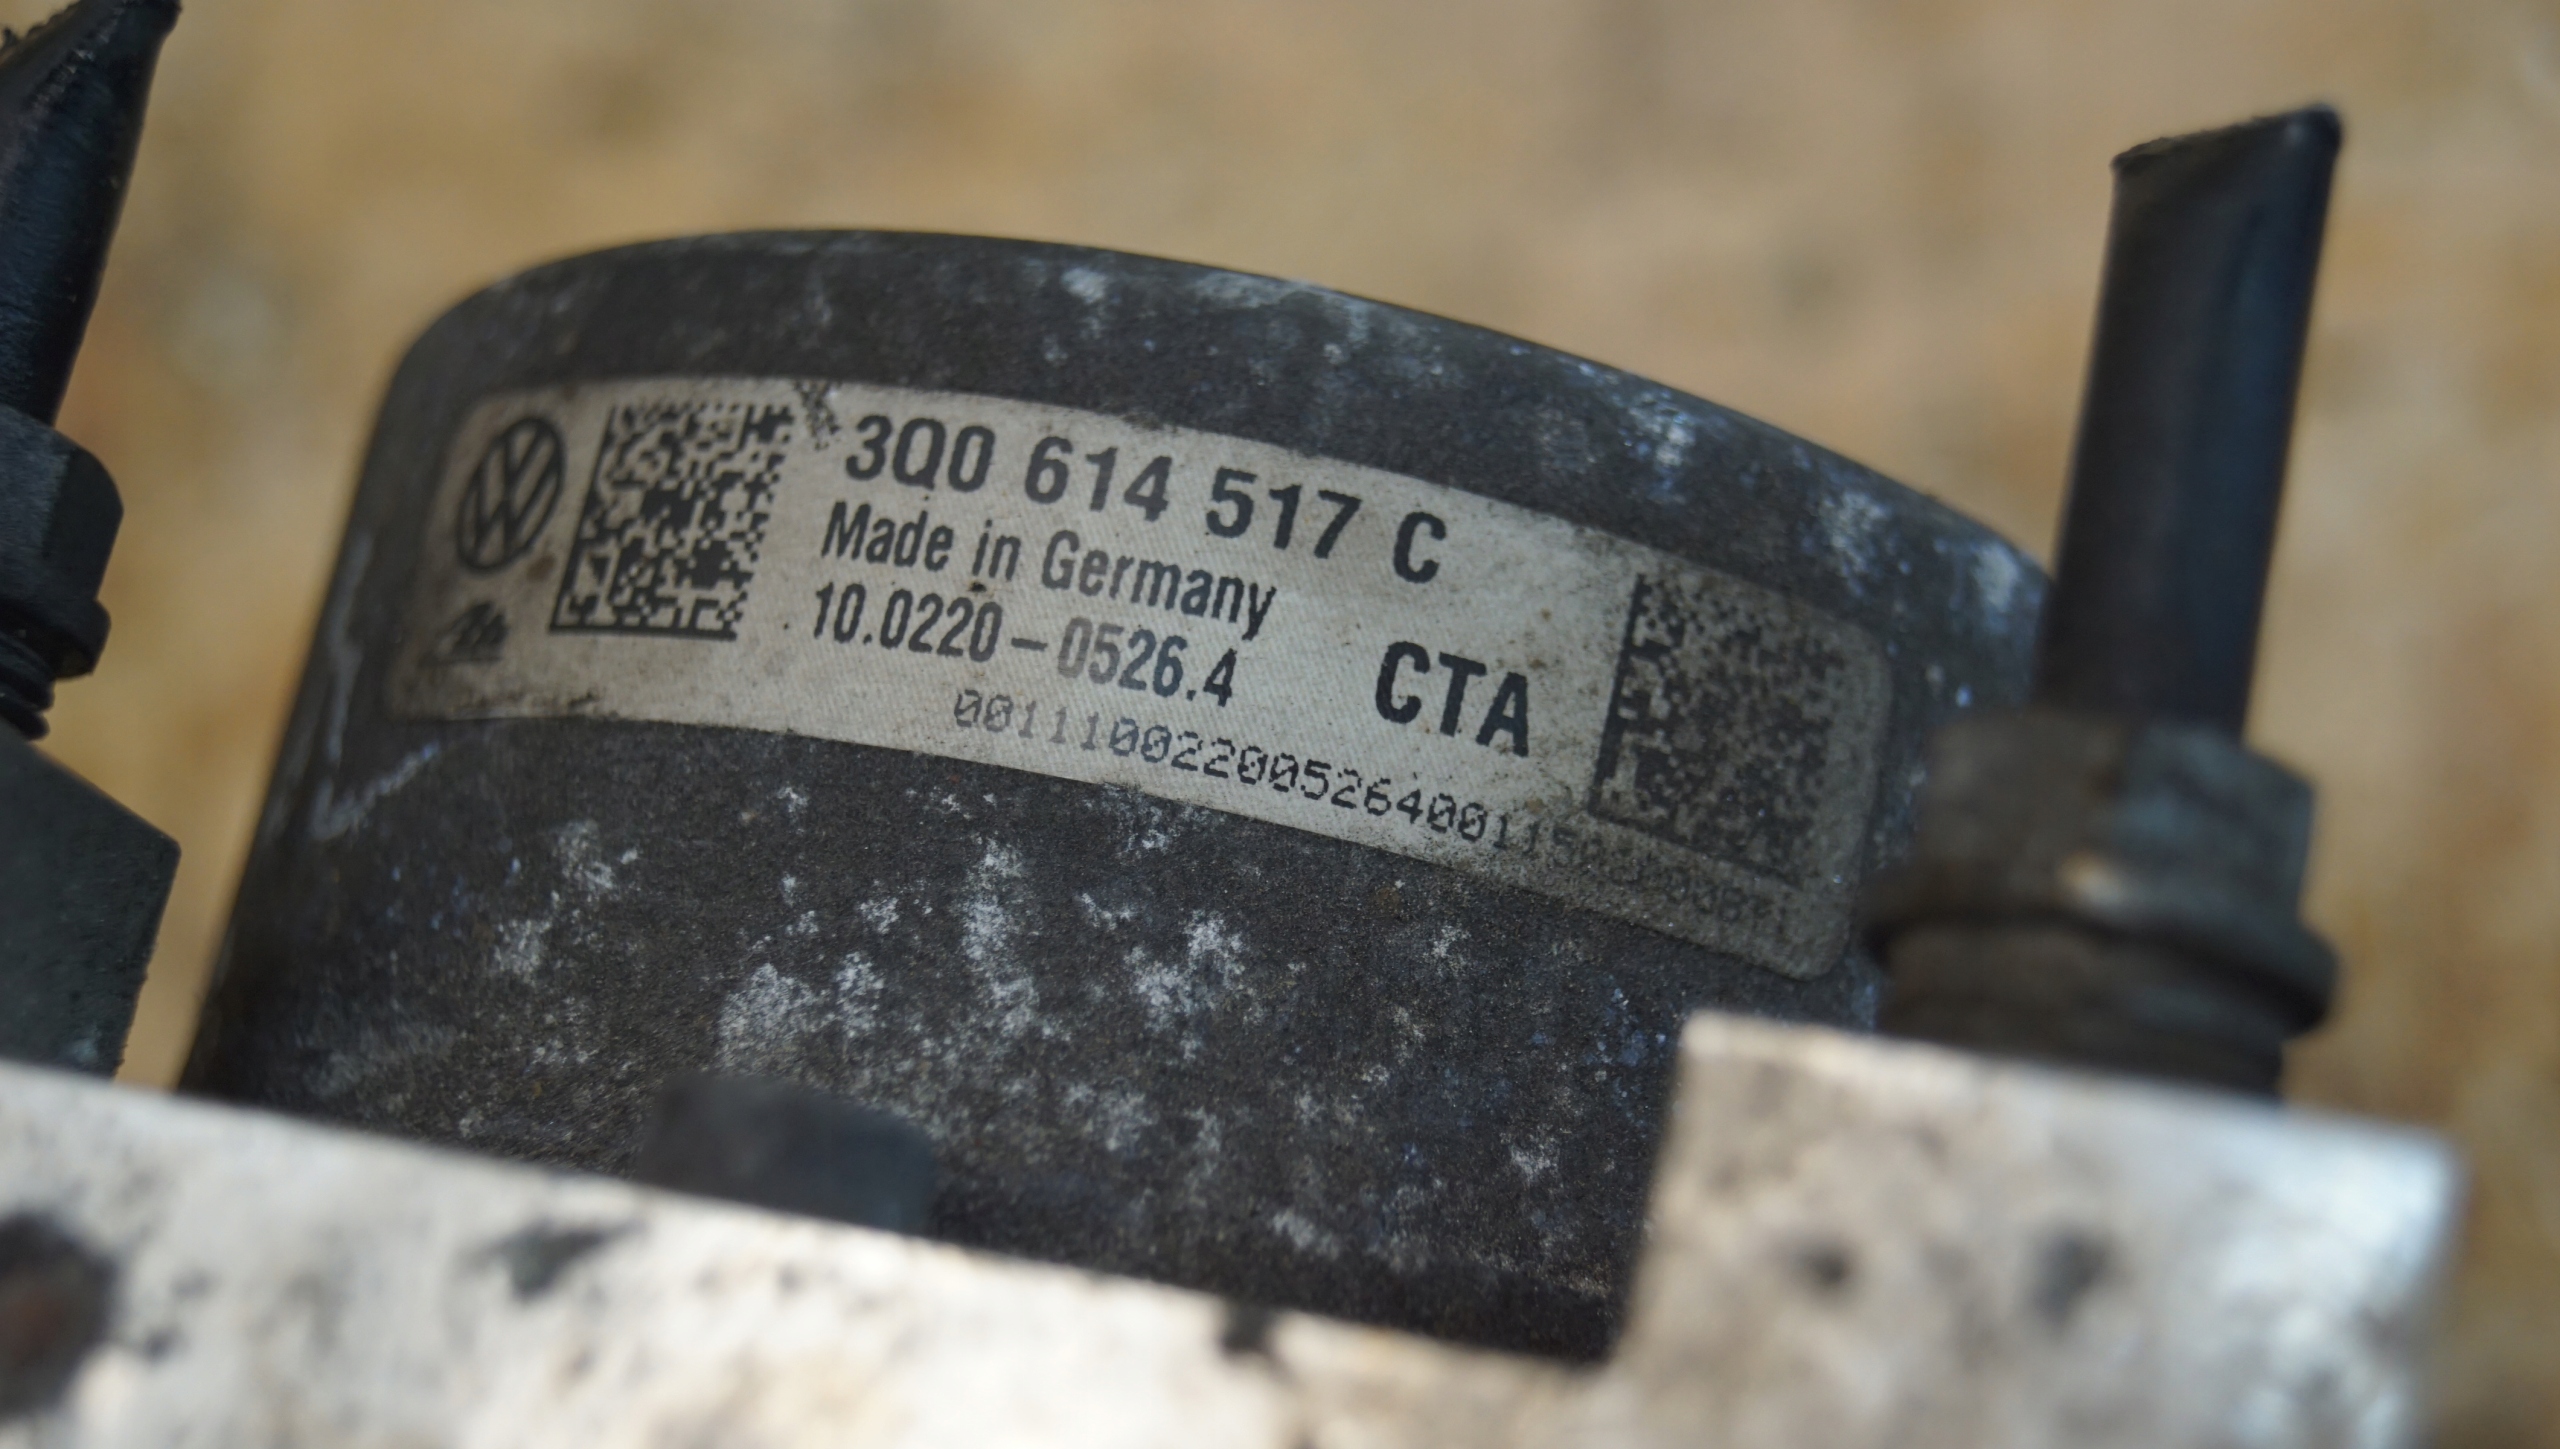 3Q0 614 517 C
Made in Germany
10.0220-0526.4 CTA